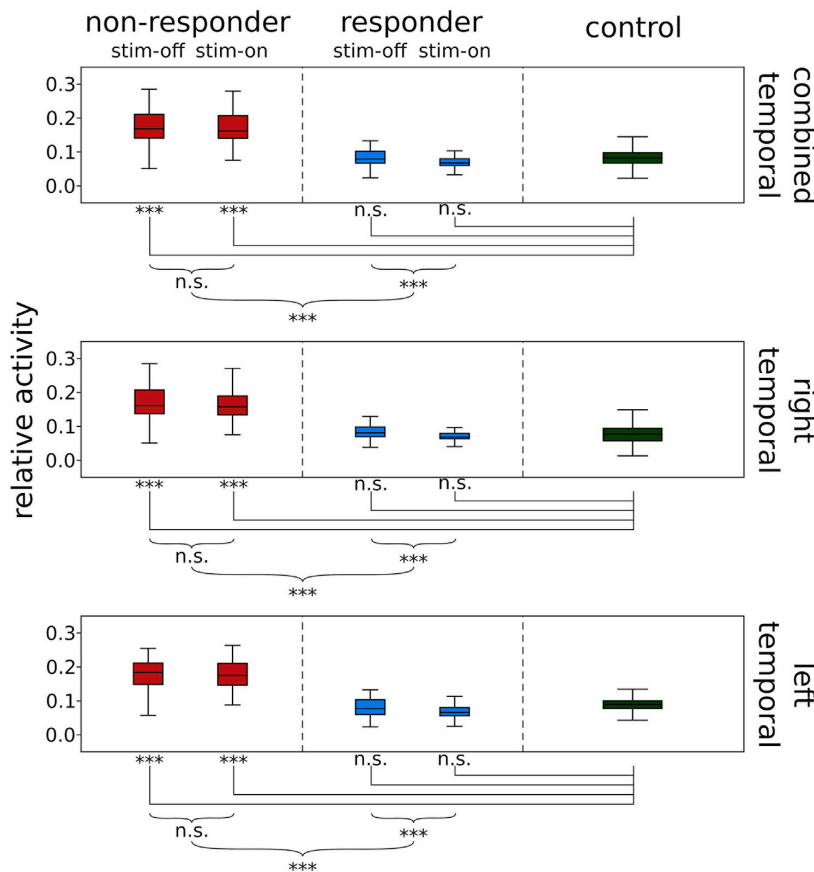 non-responder responder control
stim-off stim-on stim-off stim-on
combined
temporal
0.3
0.2
0.1
0.0
*** *** n.s. n.s.
n.s. ***
***
relative activity
right
temporal
0.3
0.2
0.1
0.0
*** *** n.s. n.s.
n.s. ***
***
left
temporal
0.3
0.2
0.1
0.0
*** *** n.s. n.s.
n.s. ***
***